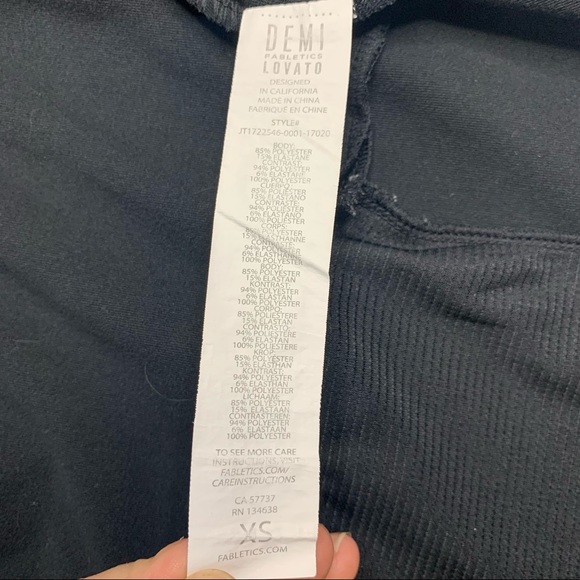 DEMI
FABLETICS
LOVATO
DESIGNED
IN CALIFORNIA
MADE IN CHINA
FABRIQUÉ EN CHINE
STYLE#
JT1722546-0001-17020
BODY:
85% POLYESTER
15% ELASTANE
CONTRAST:
94% POLYESTER
6% ELASTANE
100% POLYESTER
CUERPO:
85% POLIESTER
15% ELASTANO
CONTRASTE:
94% POLIESTER
6% ELASTANO
100% POLIESTER
CORPS:
85% POLYESTER
15% ELASTHANNE
CONTRASTE:
94% POLYESTER
6% ELASTHANNE
100% POLYESTER
BODY:
85% POLYESTER
15% ELASTAN
KONTRAST:
94% POLYESTER
6% ELASTAN
100% POLYESTER
CORPO:
85% POLIESTERE
15% ELASTAN
CONTRASTO:
94% POLIESTERE
6% ELASTAN
100% POLIESTERE
KROP:
85% POLYESTER
15% ELASTHAN
KONTRAST:
94% POLYESTER
6% ELASTHAN
100% POLYESTER
LICHAAM:
85% POLYESTER
15% ELASTAAN
CONTRASTEREN:
94% POLYESTER
6% ELASTAAN
100% POLYESTER
TO SEE MORE CARE
INSTRUCTIONS VISIT
FABLETICS.COM/
CAREINSTRUCTIONS
CA 57737
RN 134638
XS
FABLETICS.COM